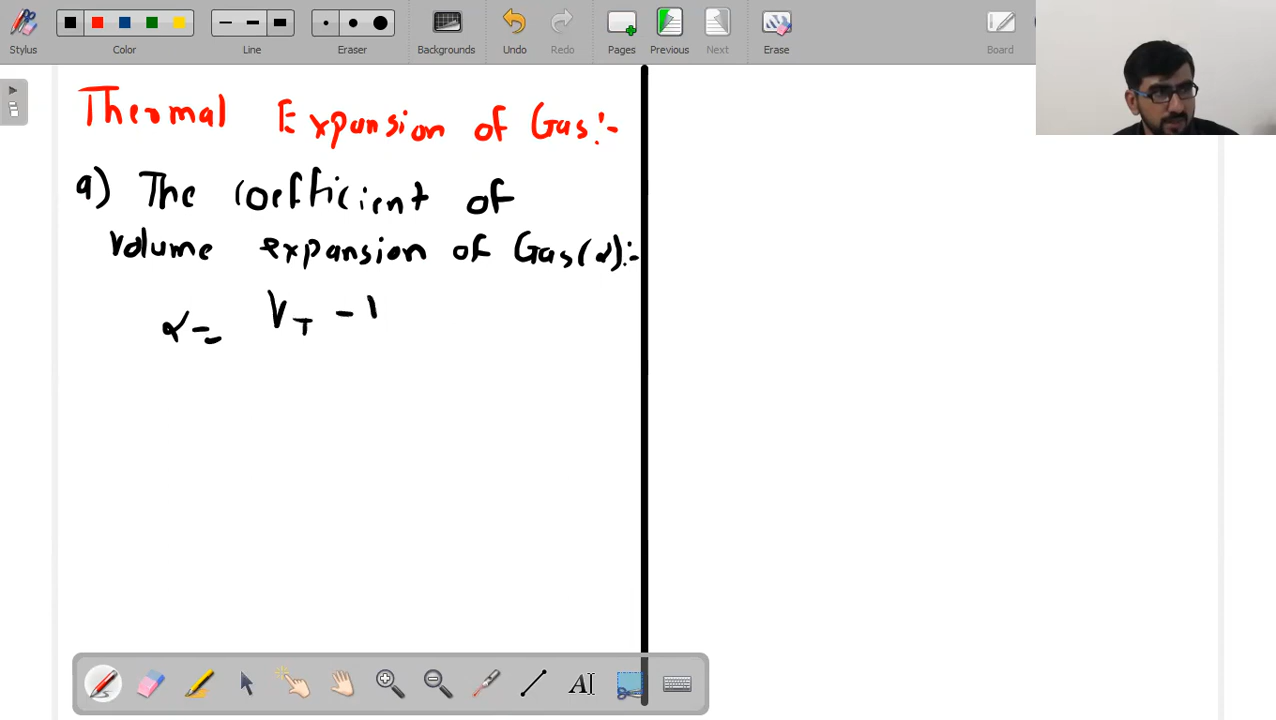 Stylus Color Line Eraser Backgrounds Undo Redo Pages Previous Next Erase Board
Thermal Expansion of Gas:-
a) The coefficient of
volume expansion of Gas(α):-
α = V_T - 
A